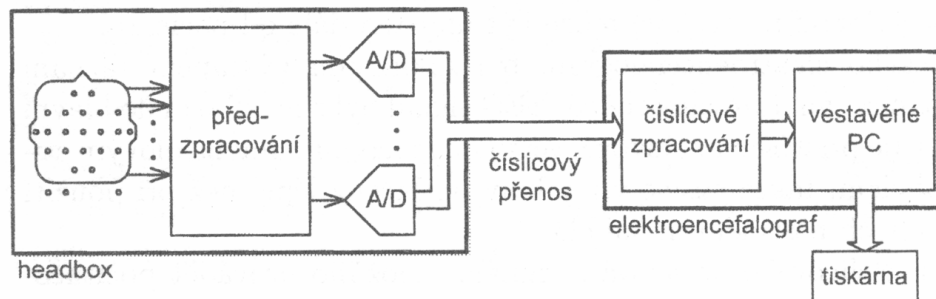 před-
zpracování
A/D
A/D
headbox
číslicový
přenos
číslicové
zpracování
vestavěné
PC
elektroencefalograf
tiskárna